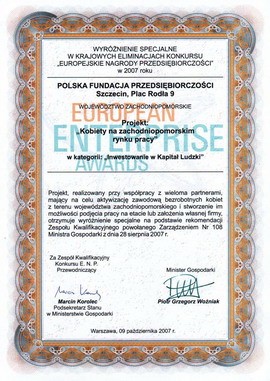 WYRÓŻNIENIE SPECJALNE
W KRAJOWYCH ELIMINACJACH KONKURSU
„EUROPEJSKIE NAGRODY PRZEDSIĘBIORCZOŚCI”
w 2007 roku
POLSKA FUNDACJA PRZEDSIĘBIORCZOŚCI
Szczecin, Plac Rodła 9
WOJEWÓDZTWO ZACHODNIOPOMORSKIE
EUROPEAN
Projekt:
ENTERPRISE
„Kobiety na zachodniopomorskim
rynku pracy”
w kategorii: „Inwestowanie w Kapitał Ludzki”
AWARDS
Projekt, realizowany przy współpracy z wieloma partnerami,
mający na celu aktywizację zawodową bezrobotnych kobiet
z terenu województwa zachodniopomorskiego i stworzenie im
możliwości podjęcia pracy na etacie lub założenia własnej firmy,
otrzymuje wyróżnienie specjalne na podstawie rekomendacji
Zespołu Kwalifikacyjnego powołanego Zarządzeniem Nr 108
Ministra Gospodarki z dnia 28 sierpnia 2007r.
Za Zespół Kwalifikacyjny
Konkursu E. N. P.
Przewodniczący
Minister Gospodarki
Marcin Korolec
Podsekretarz Stanu
w Ministerstwie Gospodarki
Piotr Grzegorz Woźniak
Warszawa, 09 października 2007 r.